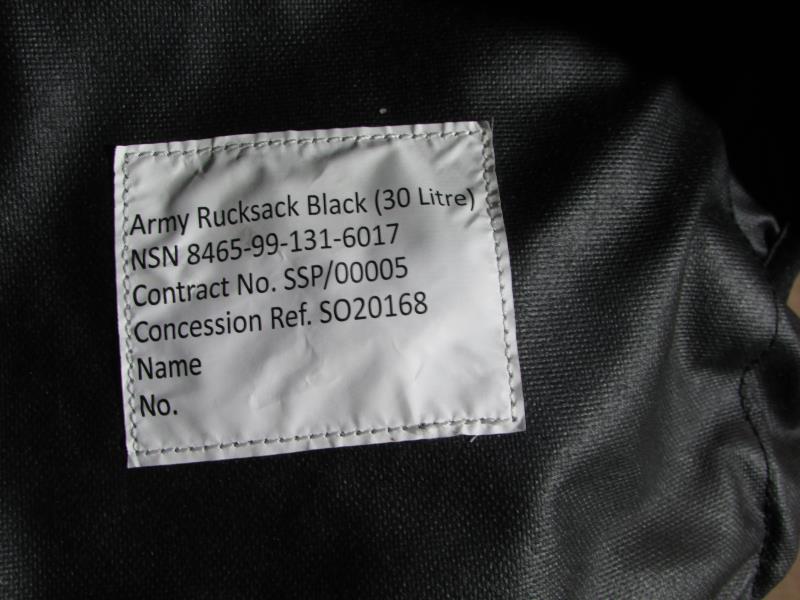 Army Rucksack Black (30 Litre)
NSN 8465-99-131-6017
Contract No. SSP/00005
Concession Ref. SO20168
Name
No.